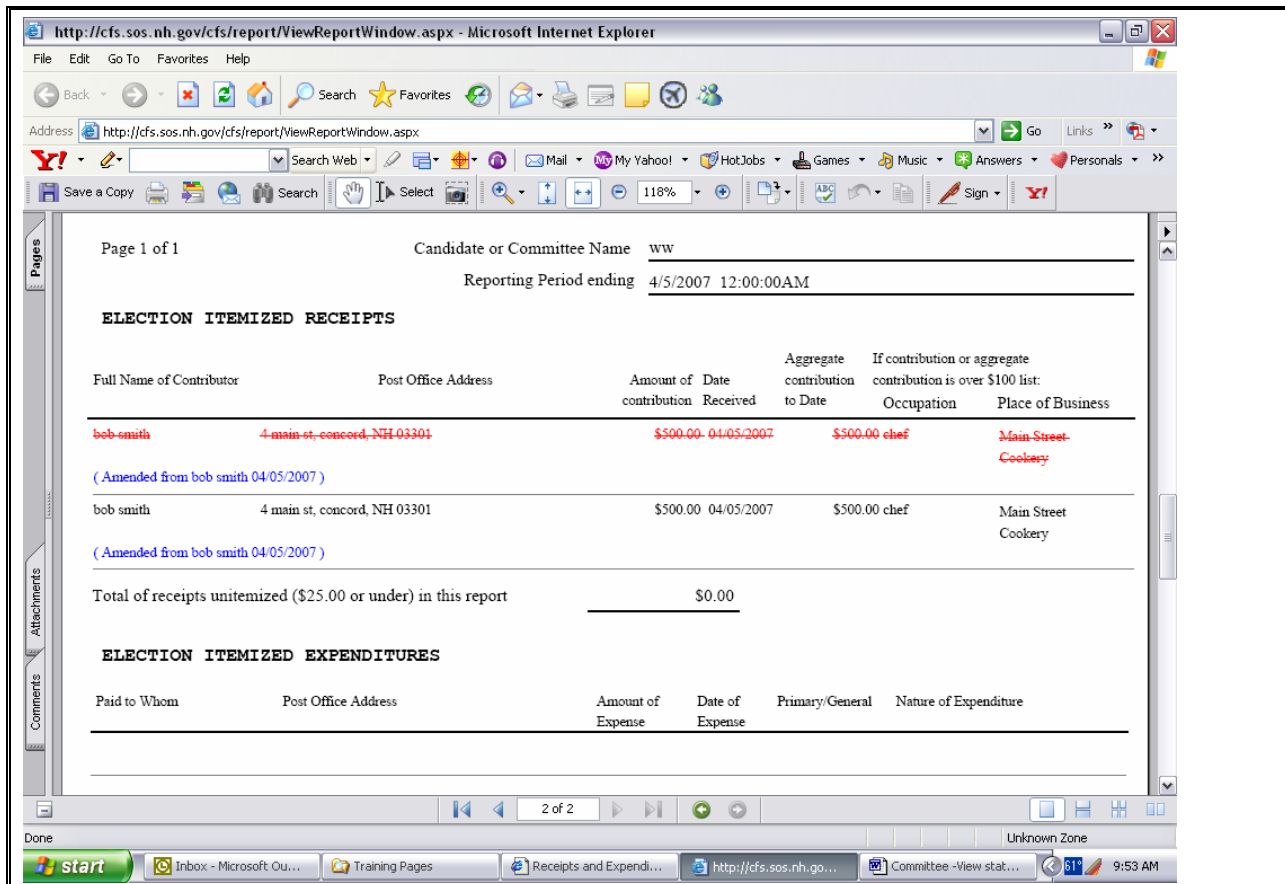 http://cfs.sos.nh.gov/cfs/report/ViewReportWindow.aspx - Microsoft Internet Explorer
File Edit Go To Favorites Help
Back Search Favorites
Address http://cfs.sos.nh.gov/cfs/report/ViewReportWindow.aspx Go Links »
Y! Search Web Mail My My Yahoo! HotJobs Games Music Answers Personals »
Save a Copy Search Select 118% ABC Sign Y!
Pages
Attachments
Comments
Page 1 of 1 Candidate or Committee Name ww
Reporting Period ending 4/5/2007 12:00:00AM
ELECTION ITEMIZED RECEIPTS
Aggregate If contribution or aggregate
Full Name of Contributor Post Office Address Amount of Date contribution contribution is over $100 list:
contribution Received to Date Occupation Place of Business
bob smith 4 main st, concord, NH 03301 $500.00 04/05/2007 $500.00 chef Main Street
Cookery
( Amended from bob smith 04/05/2007 )
bob smith 4 main st, concord, NH 03301 $500.00 04/05/2007 $500.00 chef Main Street
Cookery
( Amended from bob smith 04/05/2007 )
Total of receipts unitemized ($25.00 or under) in this report $0.00
ELECTION ITEMIZED EXPENDITURES
Paid to Whom Post Office Address Amount of Date of Primary/General Nature of Expenditure
Expense Expense
2 of 2
Done Unknown Zone
start Inbox - Microsoft Ou... Training Pages Receipts and Expendi... http://cfs.sos.nh.go... Committee -View stat... 61° 9:53 AM